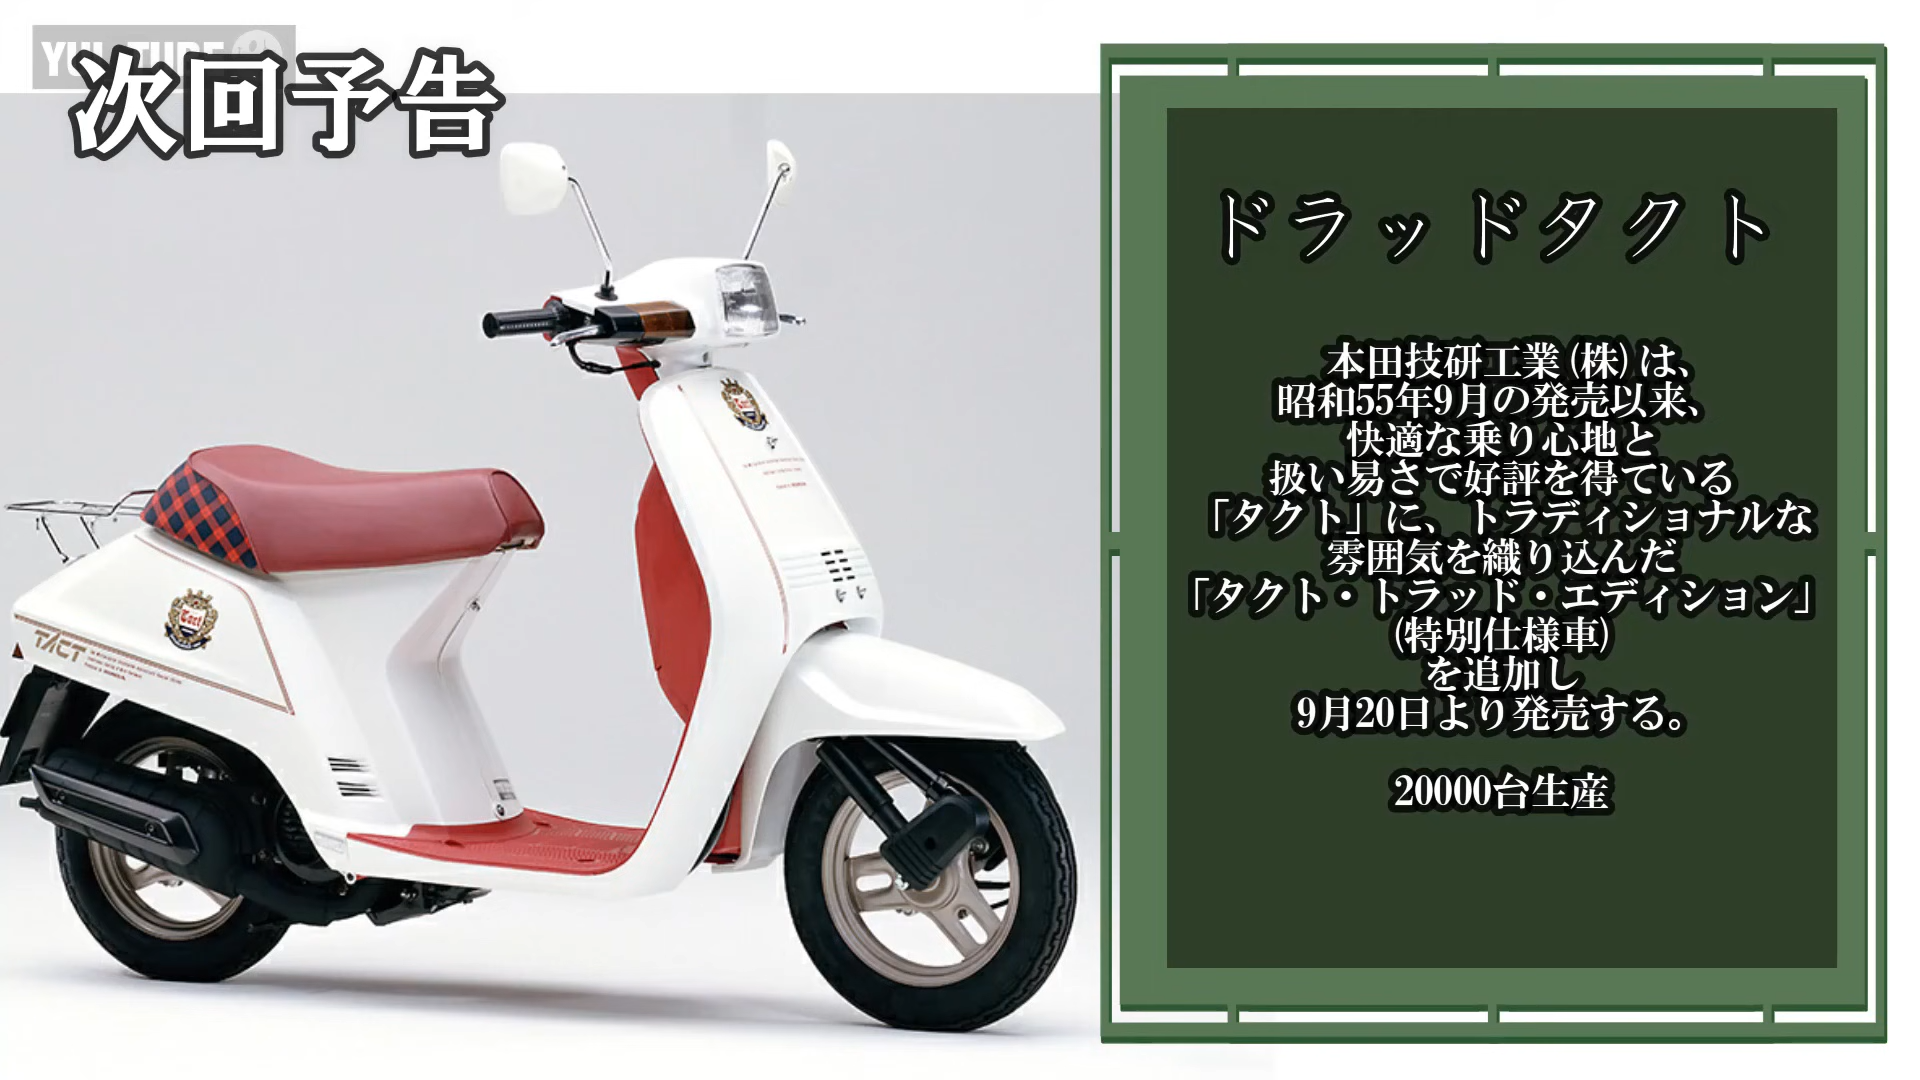 次回予告
ドラッドタクト
本田技研工業(株)は、
昭和55年9月の発売以来、
快適な乗り心地と
扱い易さで好評を得ている
「タクト」に、トラディショナルな
雰囲気を織り込んだ
「タクト・トラッド・エディション」
(特別仕様車)
を追加し
9月20日より発売する。
20000台生産
Tact
Tact
TACT